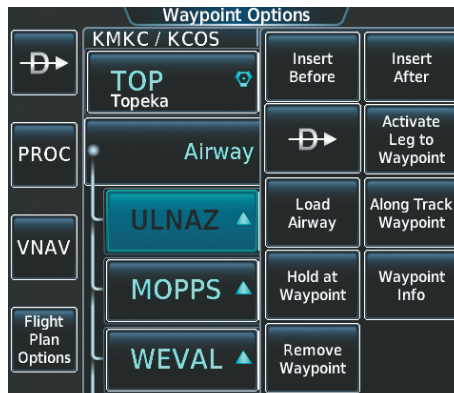 Waypoint Options
KMKC / KCOS
TOP
Topeka
Airway
ULNAZ
MOPPS
WEVAL
D
PROC
VNAV
Flight
Plan
Options
Insert
Before
Insert
After
D
Activate
Leg to
Waypoint
Load
Airway
Along Track
Waypoint
Hold at
Waypoint
Waypoint
Info
Remove
Waypoint